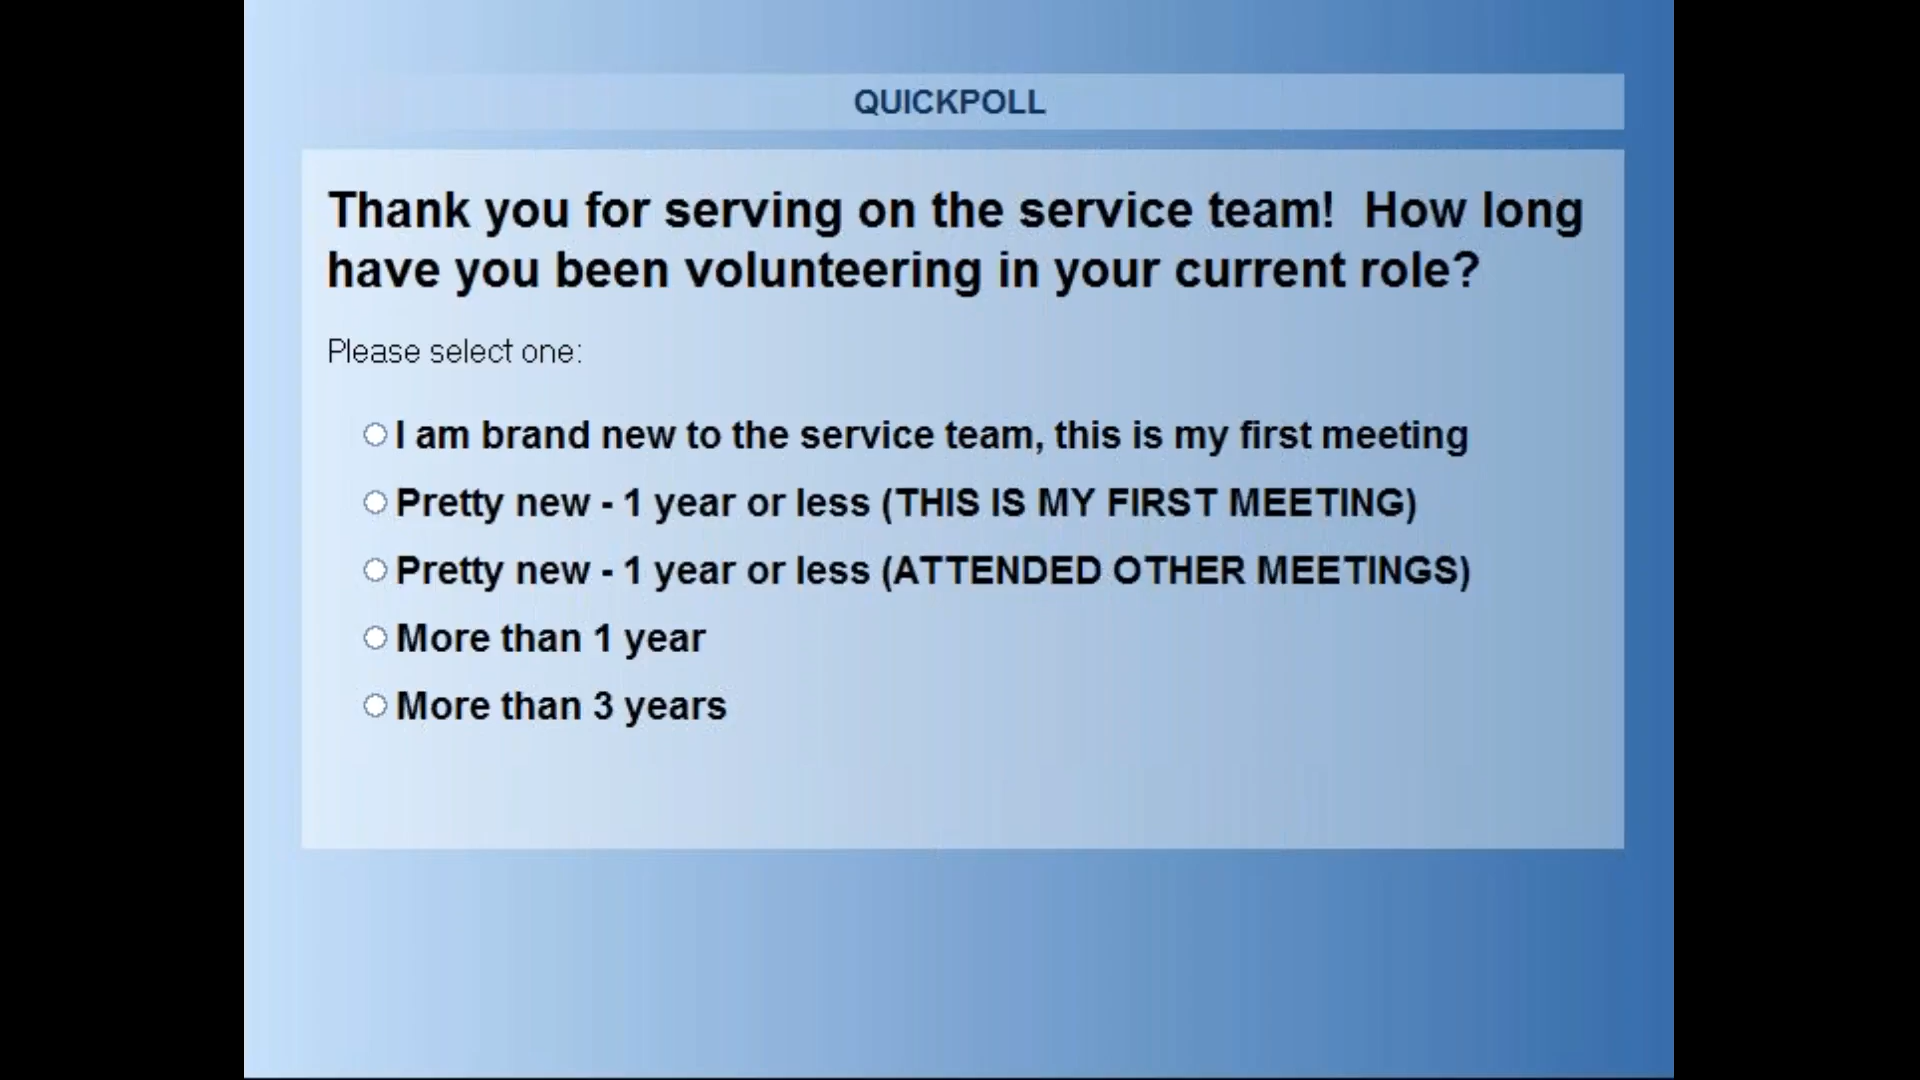 QUICKPOLL
Thank you for serving on the service team!  How long
have you been volunteering in your current role?
Please select one:
I am brand new to the service team, this is my first meeting
Pretty new - 1 year or less (THIS IS MY FIRST MEETING)
Pretty new - 1 year or less (ATTENDED OTHER MEETINGS)
More than 1 year
More than 3 years